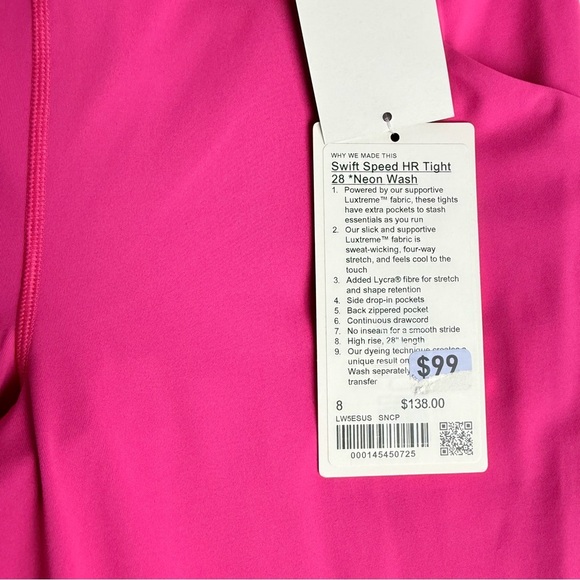 WHY WE MADE THIS
Swift Speed HR Tight
28 *Neon Wash
1. Powered by our supportive
Luxtreme™ fabric, these tights
have extra pockets to stash
essentials as you run
2. Our slick and supportive
Luxtreme™ fabric is
sweat-wicking, four-way
stretch, and feels cool to the
touch
3. Added Lycra® fibre for stretch
and shape retention
4. Side drop-in pockets
5. Back zippered pocket
6. Continuous drawcord
7. No inseam for a smooth stride
8. High rise, 28" length
9. Our dyeing technique creates a
unique result on
Wash separately
transfer
$99
8 $138.00
LW5ESUS SNCP
000145450725